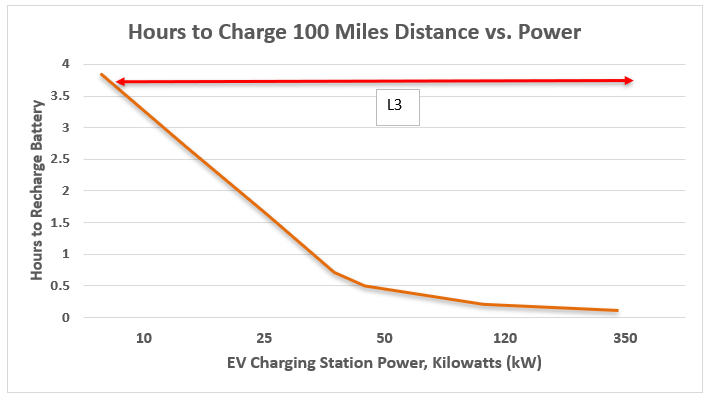 Hours to Charge 100 Miles Distance vs. Power
4
3.5
3
2.5
2
1.5
1
0.5
0
Hours to Recharge Battery
L3
10 25 50 120 350
EV Charging Station Power, Kilowatts (kW)